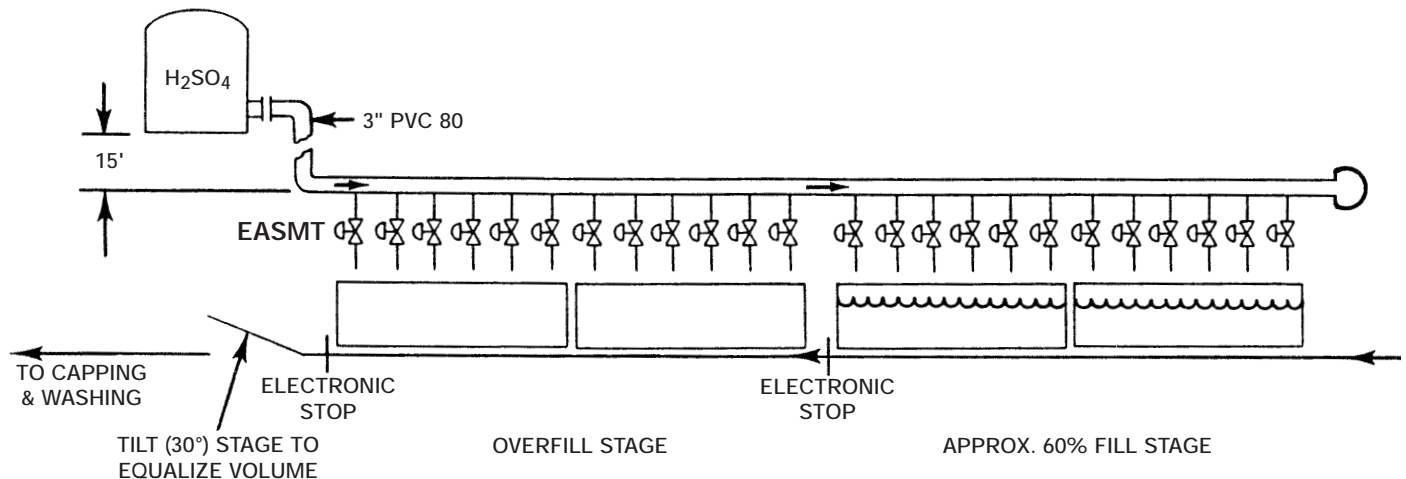 H₂SO₄
3" PVC 80
15'
EASMT
TO CAPPING
& WASHING
ELECTRONIC
STOP
ELECTRONIC
STOP
TILT (30°) STAGE TO
EQUALIZE VOLUME
OVERFILL STAGE
APPROX. 60% FILL STAGE